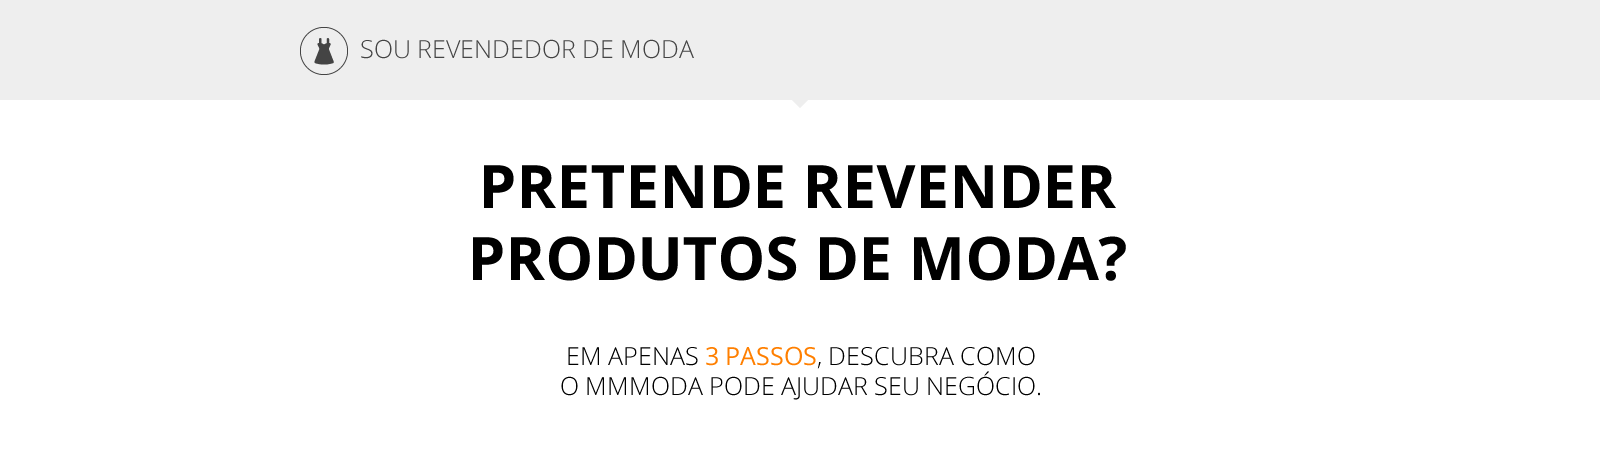 SOU REVENDEDOR DE MODA
PRETENDE REVENDER
PRODUTOS DE MODA?
EM APENAS 3 PASSOS, DESCUBRA COMO
O MMMODA PODE AJUDAR SEU NEGÓCIO.